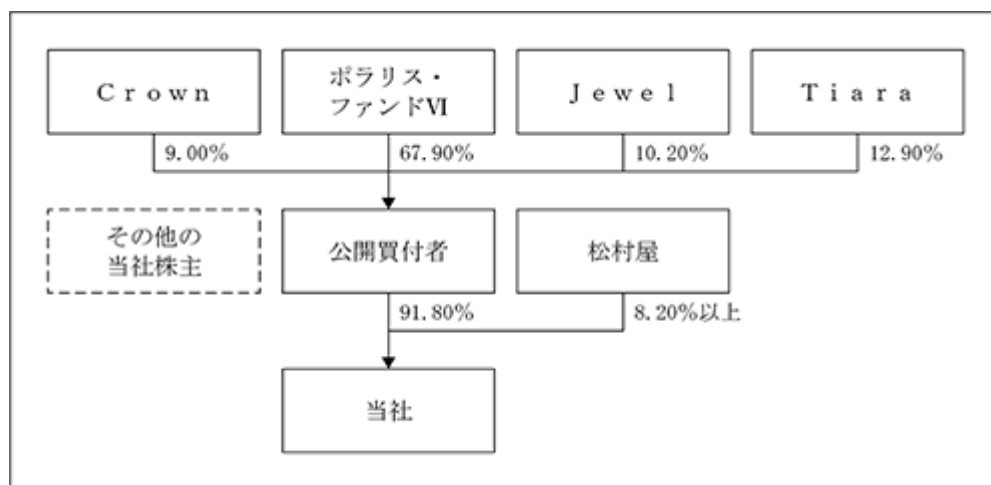 Ｃｒｏｗｎ
ポラリス・
ファンドⅥ
Ｊｅｗｅｌ
Ｔｉａｒａ
9.00%
67.90%
10.20%
12.90%
その他の
当社株主
公開買付者
松村屋
91.80%
8.20%以上
当社